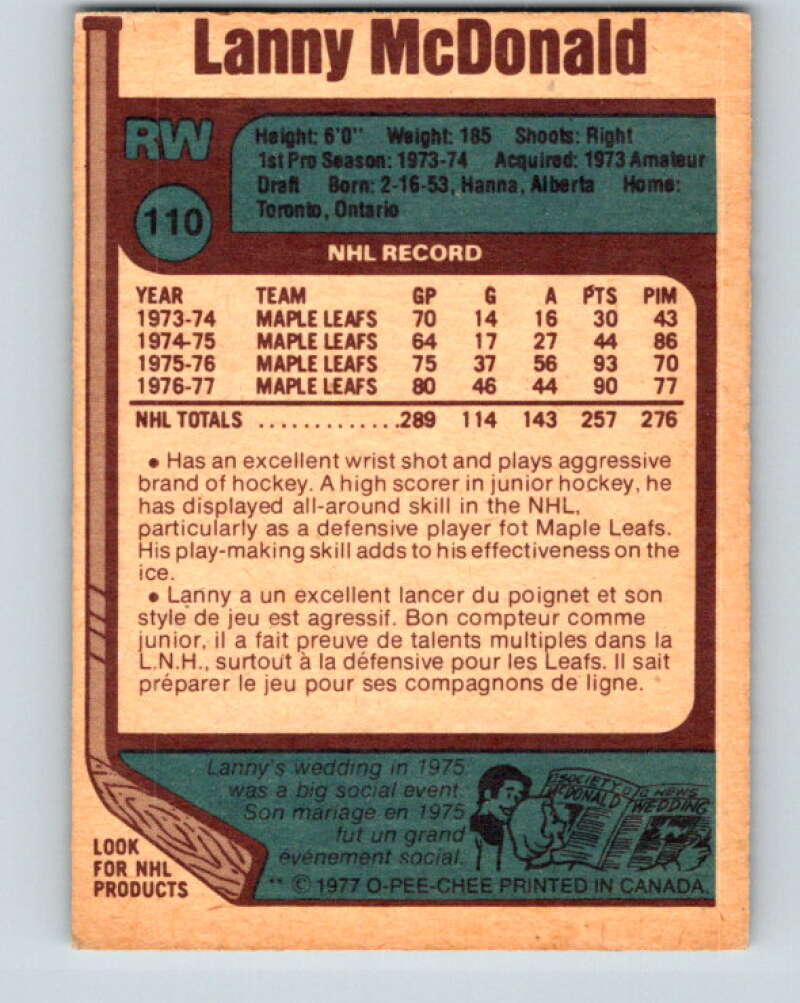 Lanny McDonald
RW
110
Height: 6'0" Weight: 185 Shoots: Right
1st Pro Season: 1973-74 Acquired: 1973 Amateur
Draft Born: 2-16-53, Hanna, Alberta Home:
Toronto, Ontario
NHL RECORD
YEAR TEAM GP G A PTS PIM
1973-74 MAPLE LEAFS 70 14 16 30 43
1974-75 MAPLE LEAFS 64 17 27 44 86
1975-76 MAPLE LEAFS 75 37 56 93 70
1976-77 MAPLE LEAFS 80 46 44 90 77
NHL TOTALS .............289 114 143 257 276
• Has an excellent wrist shot and plays aggressive
brand of hockey. A high scorer in junior hockey, he
has displayed all-around skill in the NHL,
particularly as a defensive player fot Maple Leafs.
His play-making skill adds to his effectiveness on the
ice.
• Lanny a un excellent lancer du poignet et son
style de jeu est agressif. Bon compteur comme
junior, il a fait preuve de talents multiples dans la
L.N.H., surtout à la défensive pour les Leafs. Il sait
préparer le jeu pour ses compagnons de ligne.
Lanny's wedding in 1975
was a big social event.
Son mariage en 1975
fut un grand
événement social.
SOCIETY
McDONALD
NEWS
WEDDING
LOOK
FOR NHL
PRODUCTS
** © 1977 O-PEE-CHEE PRINTED IN CANADA.